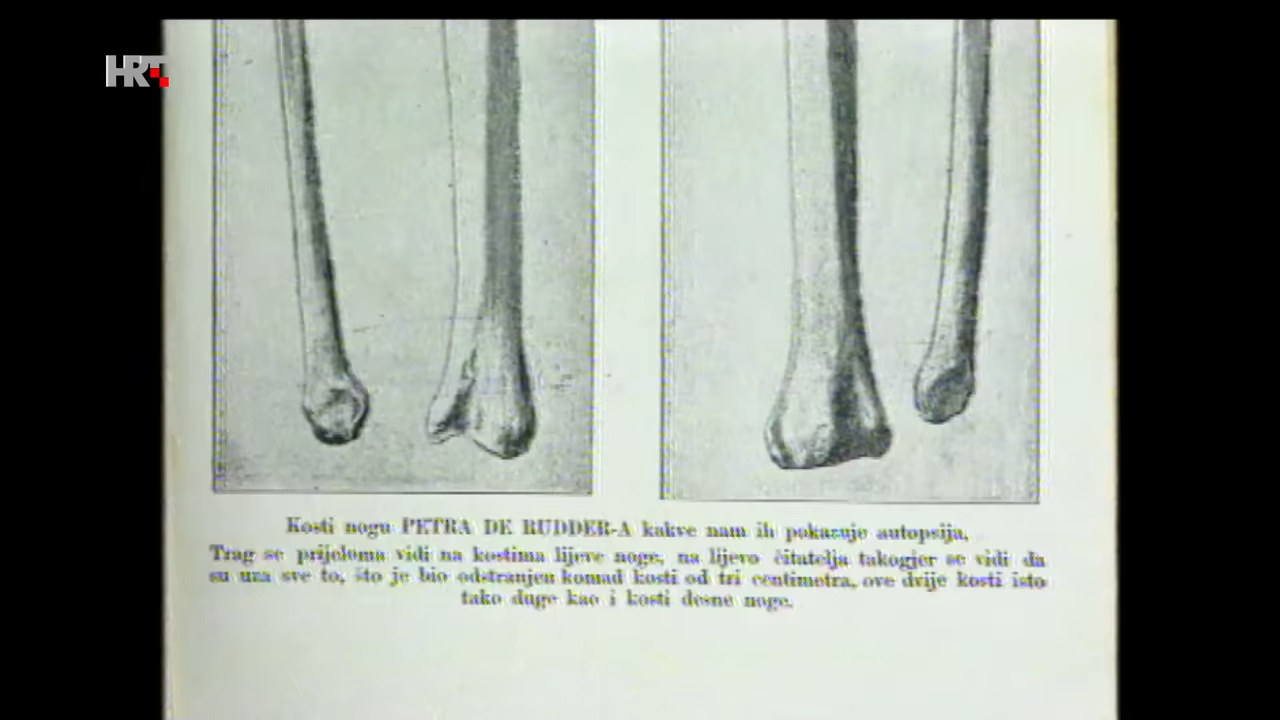 HRT
Kosti nogu PETRA DE RUDDER-A kakve nam ih pokazuje autopsija.
Trag se prijeloma vidi na kostima lijeve noge, na lijevo čitatelja takogjer se vidi da
su uza sve to, što je bio odstranjen komad kosti od tri centimetra, ove dvije kosti isto
tako duge kao i kosti desne noge.